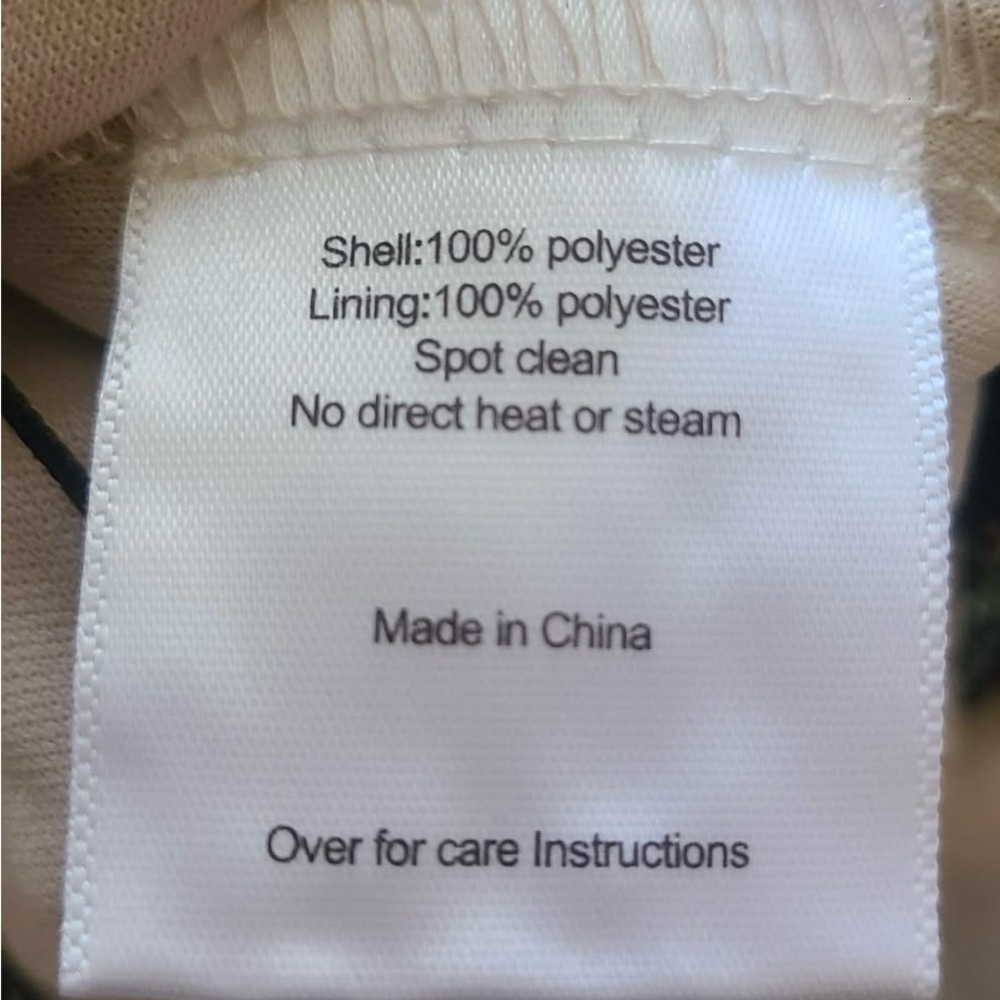 Shell:100% polyester
Lining:100% polyester
Spot clean
No direct heat or steam
Made in China
Over for care Instructions